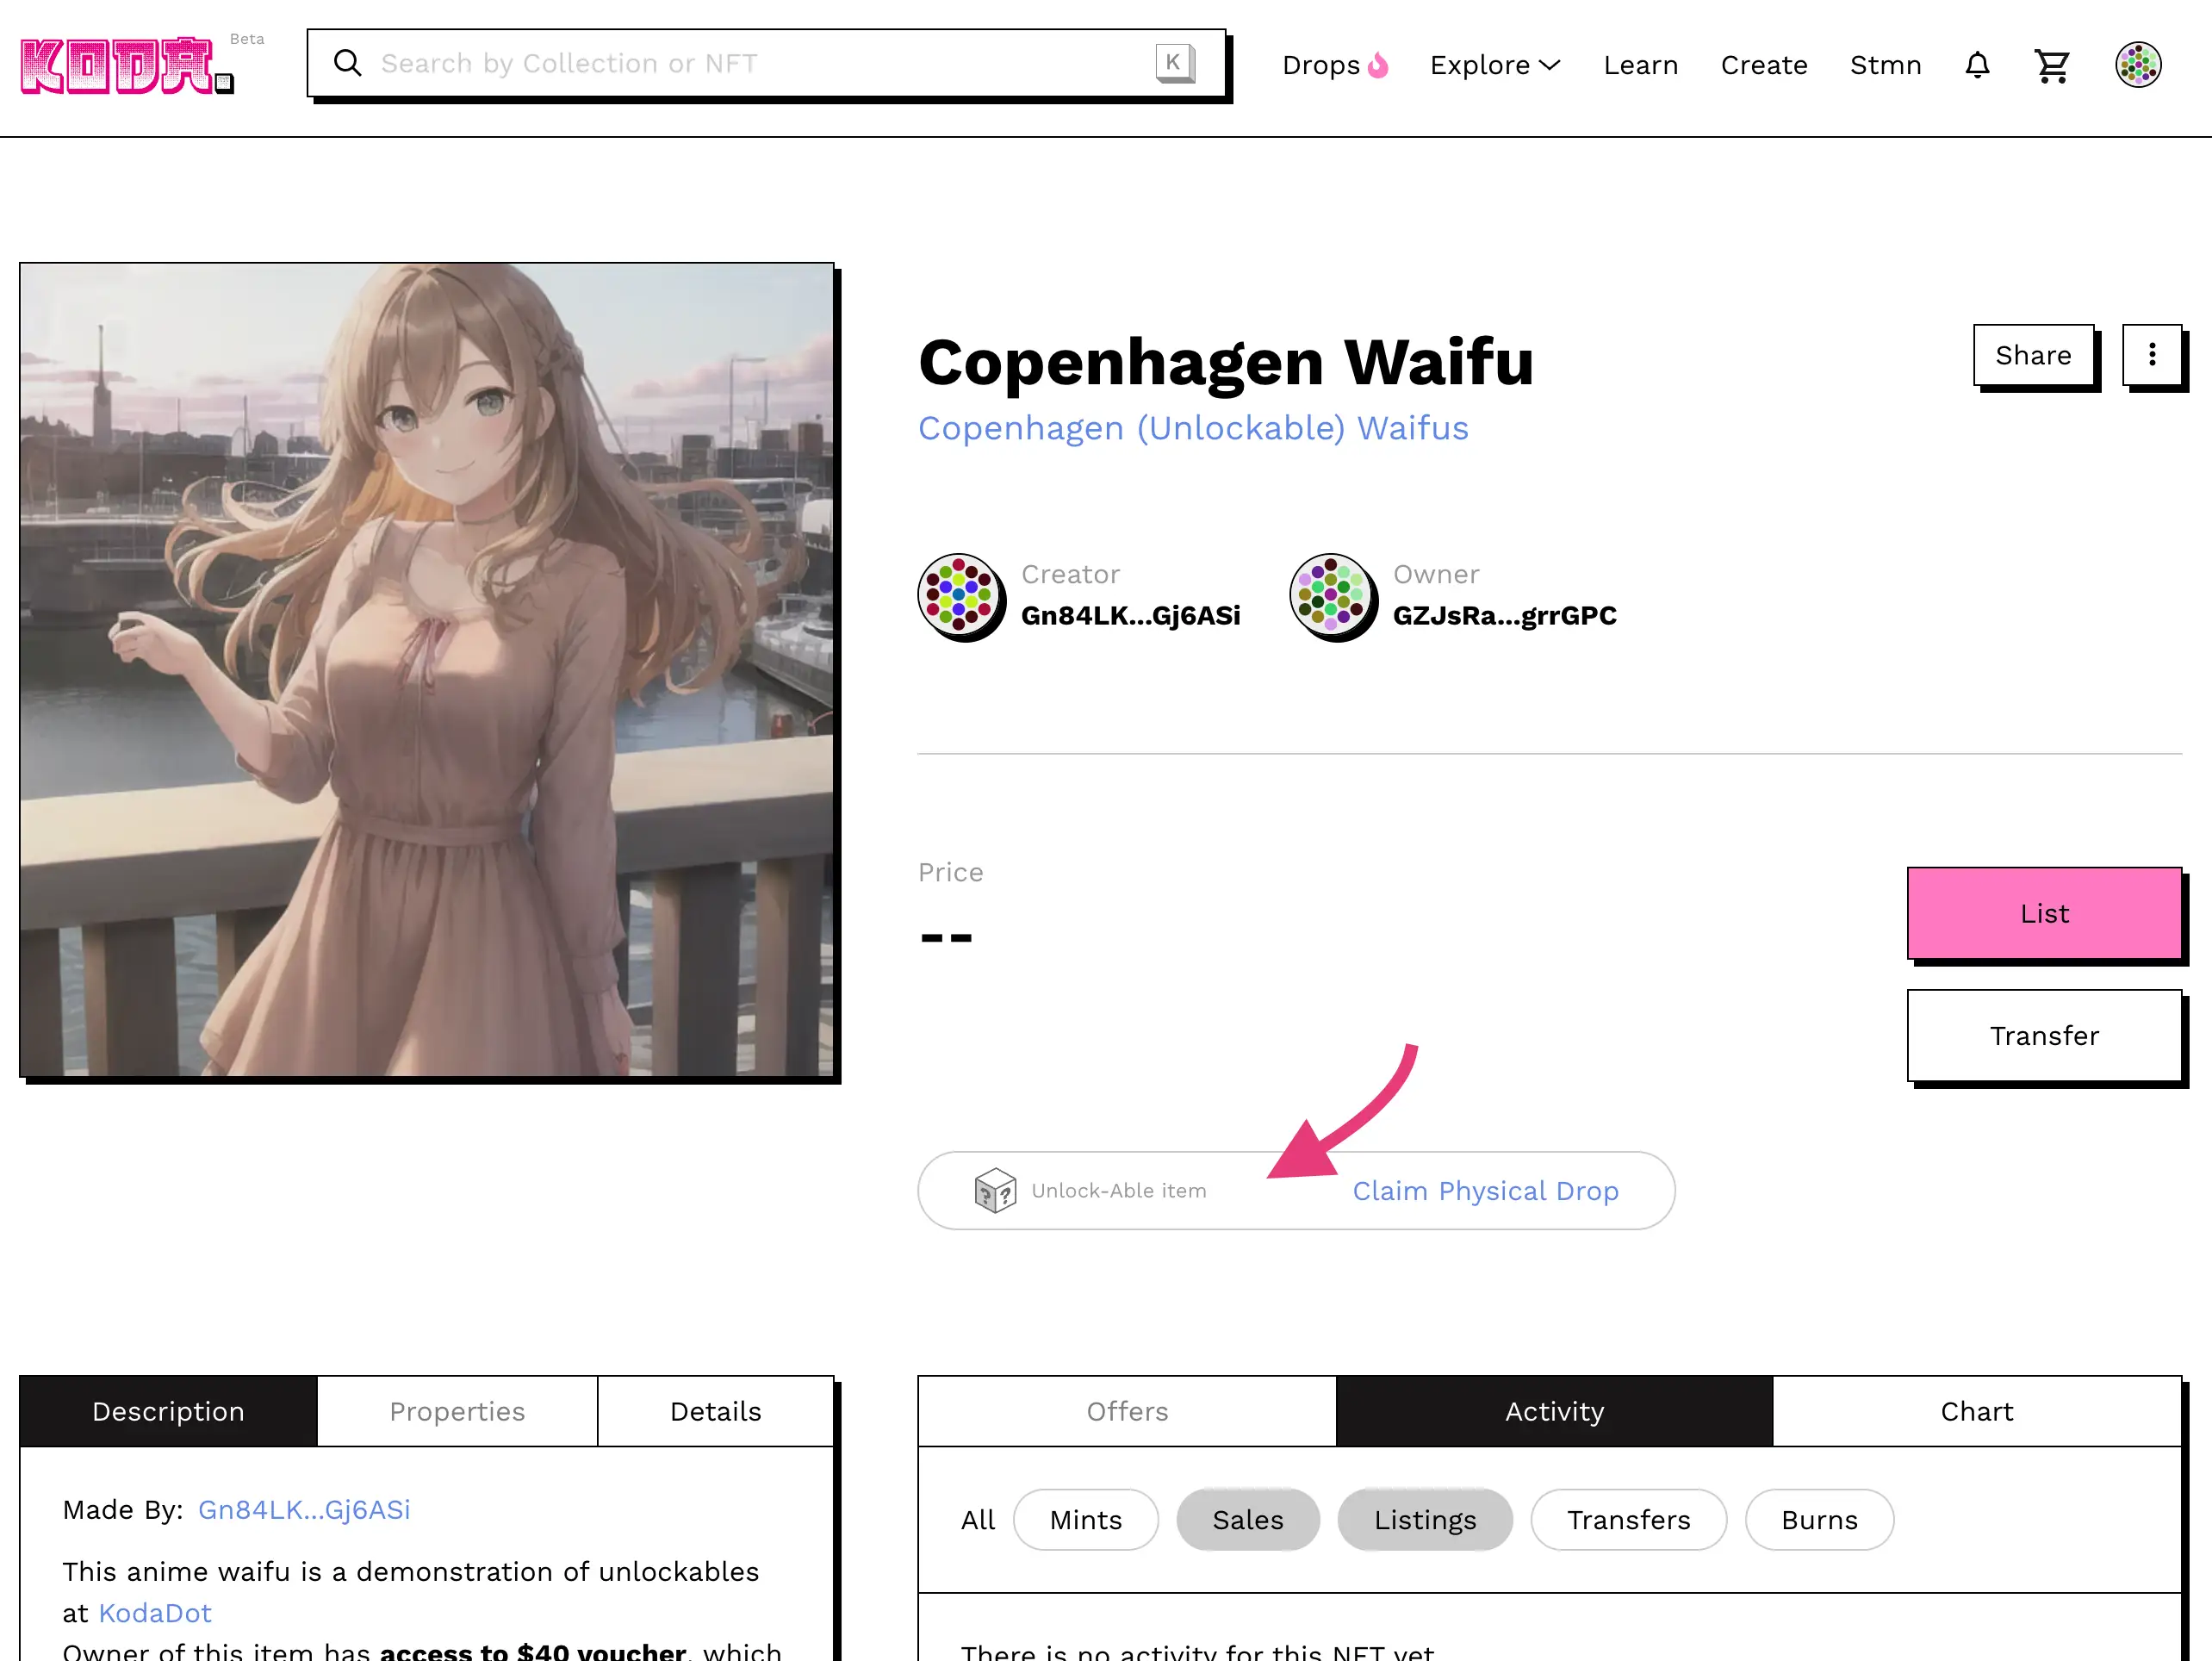 KODA. Beta
Search by Collection or NFT K
Drops Explore Learn Create Stmn
Copenhagen Waifu
Share
Copenhagen (Unlockable) Waifus
Creator
Gn84LK...Gj6ASi
Owner
GZJsRa...grrGPC
Price
--
List
Transfer
? ? Unlock-Able item Claim Physical Drop
Description Properties Details
Made By: Gn84LK...Gj6ASi
This anime waifu is a demonstration of unlockables
at KodaDot
Owner of this item has access to $40 voucher, which
Offers Activity Chart
All Mints Sales Listings Transfers Burns
There is no activity for this NFT yet